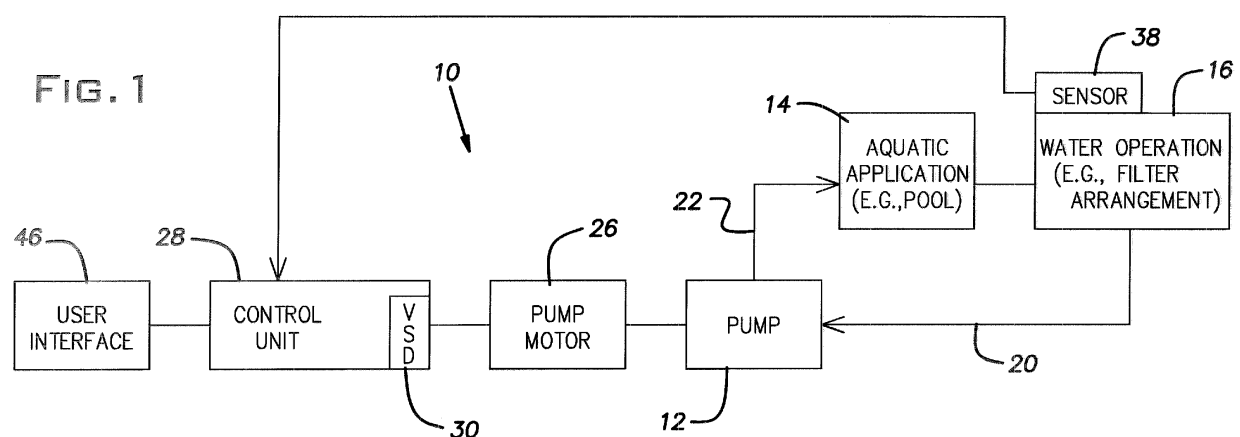 FIG. 1
10
38
16
SENSOR
14
AQUATIC
APPLICATION
(E.G.,POOL)
WATER OPERATION
(E.G., FILTER
ARRANGEMENT)
22
46
28
26
USER
INTERFACE
CONTROL
UNIT
V
S
D
PUMP
MOTOR
PUMP
20
30
12